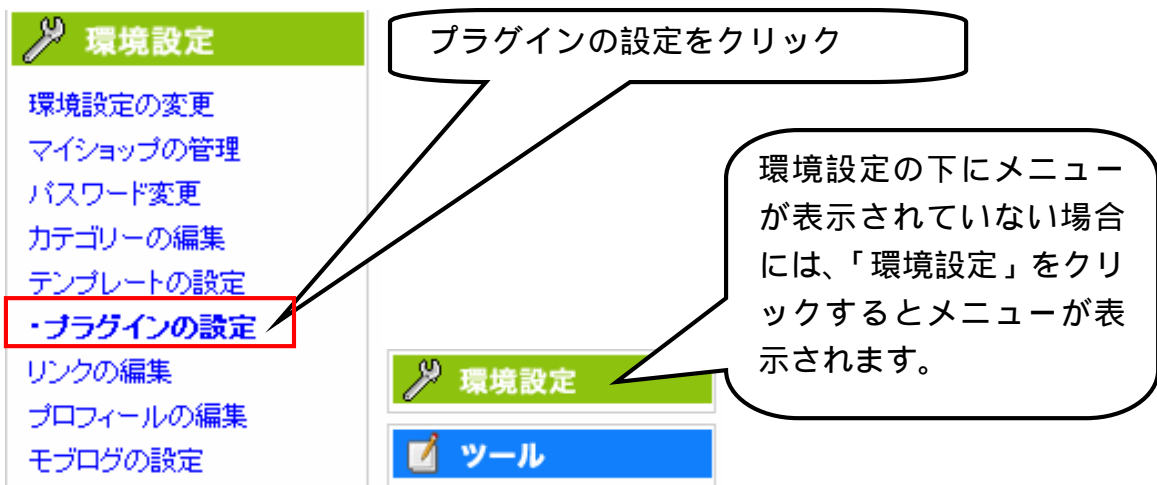 環境設定
環境設定の変更
マイショップの管理
パスワード変更
カテゴリーの編集
テンプレートの設定
・プラグインの設定
リンクの編集
プロフィールの編集
モブログの設定
プラグインの設定をクリック
環境設定の下にメニュー
が表示されていない場合
には、「環境設定」をクリ
ックするとメニューが表
示されます。
環境設定
ツール